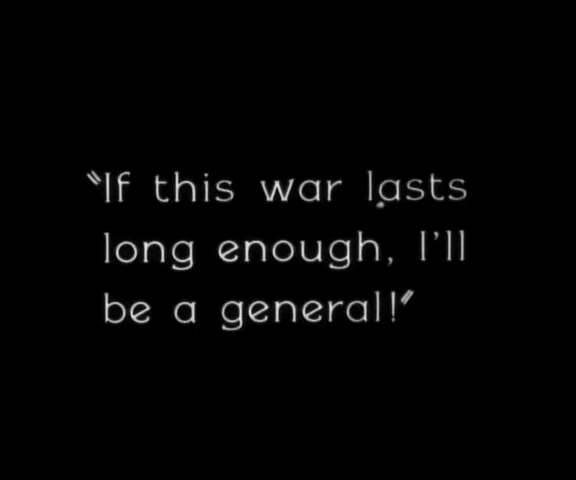 "If this war lasts
long enough, I'll
be a general!"